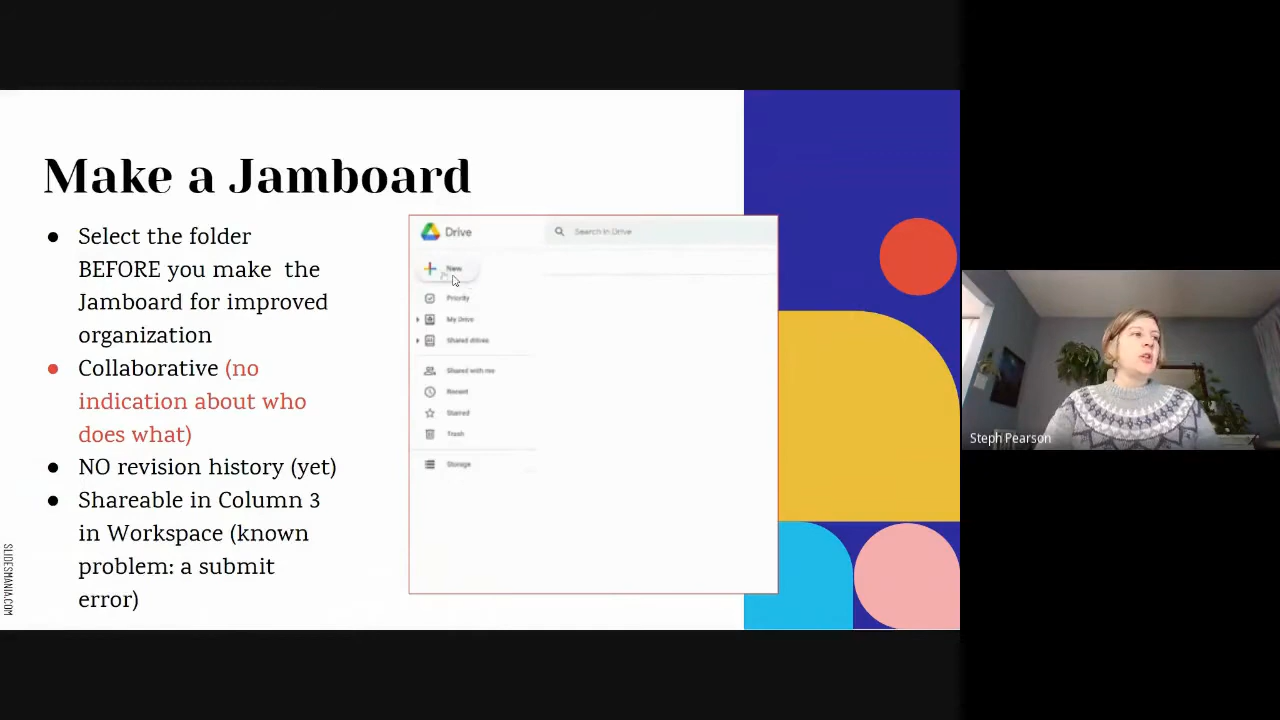 Make a Jamboard
● Select the folder
BEFORE you make the
Jamboard for improved
organization
● Collaborative (no
indication about who
does what)
● NO revision history (yet)
● Shareable in Column 3
in Workspace (known
problem: a submit
error)
Drive
Search in Drive
New
Priority
My Drive
Shared drives
Shared with me
Recent
Starred
Trash
Storage
SLIDESMANIA.COM
Steph Pearson